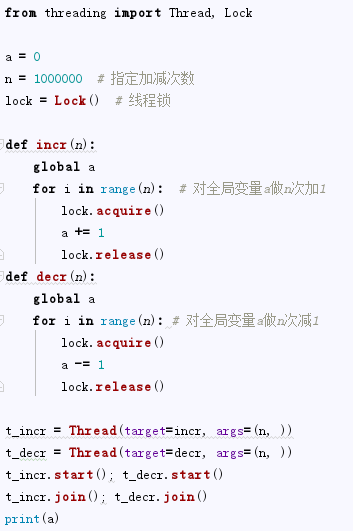 from threading import Thread, Lock

a = 0
n = 1000000  # 指定加减次数
lock = Lock()  # 线程锁

def incr(n):
    global a
    for i in range(n):  # 对全局变量a做n次加1
        lock.acquire()
        a += 1
        lock.release()
def decr(n):
    global a
    for i in range(n): # 对全局变量a做n次减1
        lock.acquire()
        a -= 1
        lock.release()

t_incr = Thread(target=incr, args=(n, ))
t_decr = Thread(target=decr, args=(n, ))
t_incr.start(); t_decr.start()
t_incr.join(); t_decr.join()
print(a)